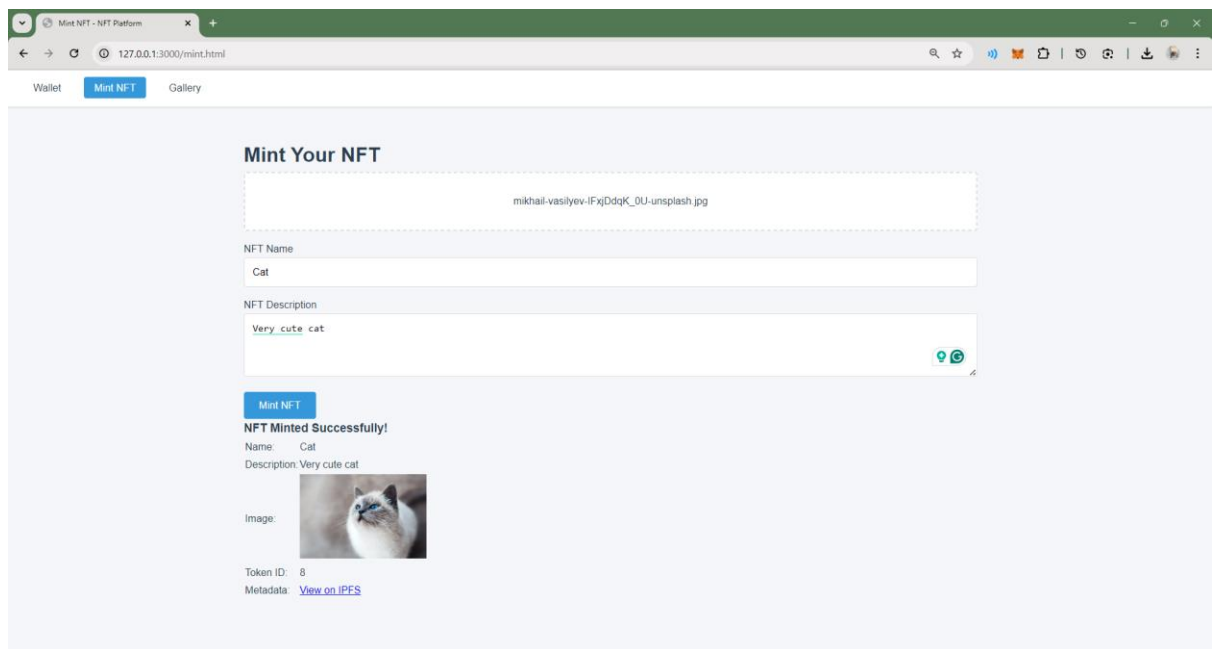 Mint NFT - NFT Platform
127.0.0.1:3000/mint.html
Wallet Mint NFT Gallery
Mint Your NFT
mikhail-vasilyev-IFxjDdqK_0U-unsplash.jpg
NFT Name
Cat
NFT Description
Very cute cat
Mint NFT
NFT Minted Successfully!
Name: Cat
Description: Very cute cat
Image:
Token ID: 8
Metadata: View on IPFS